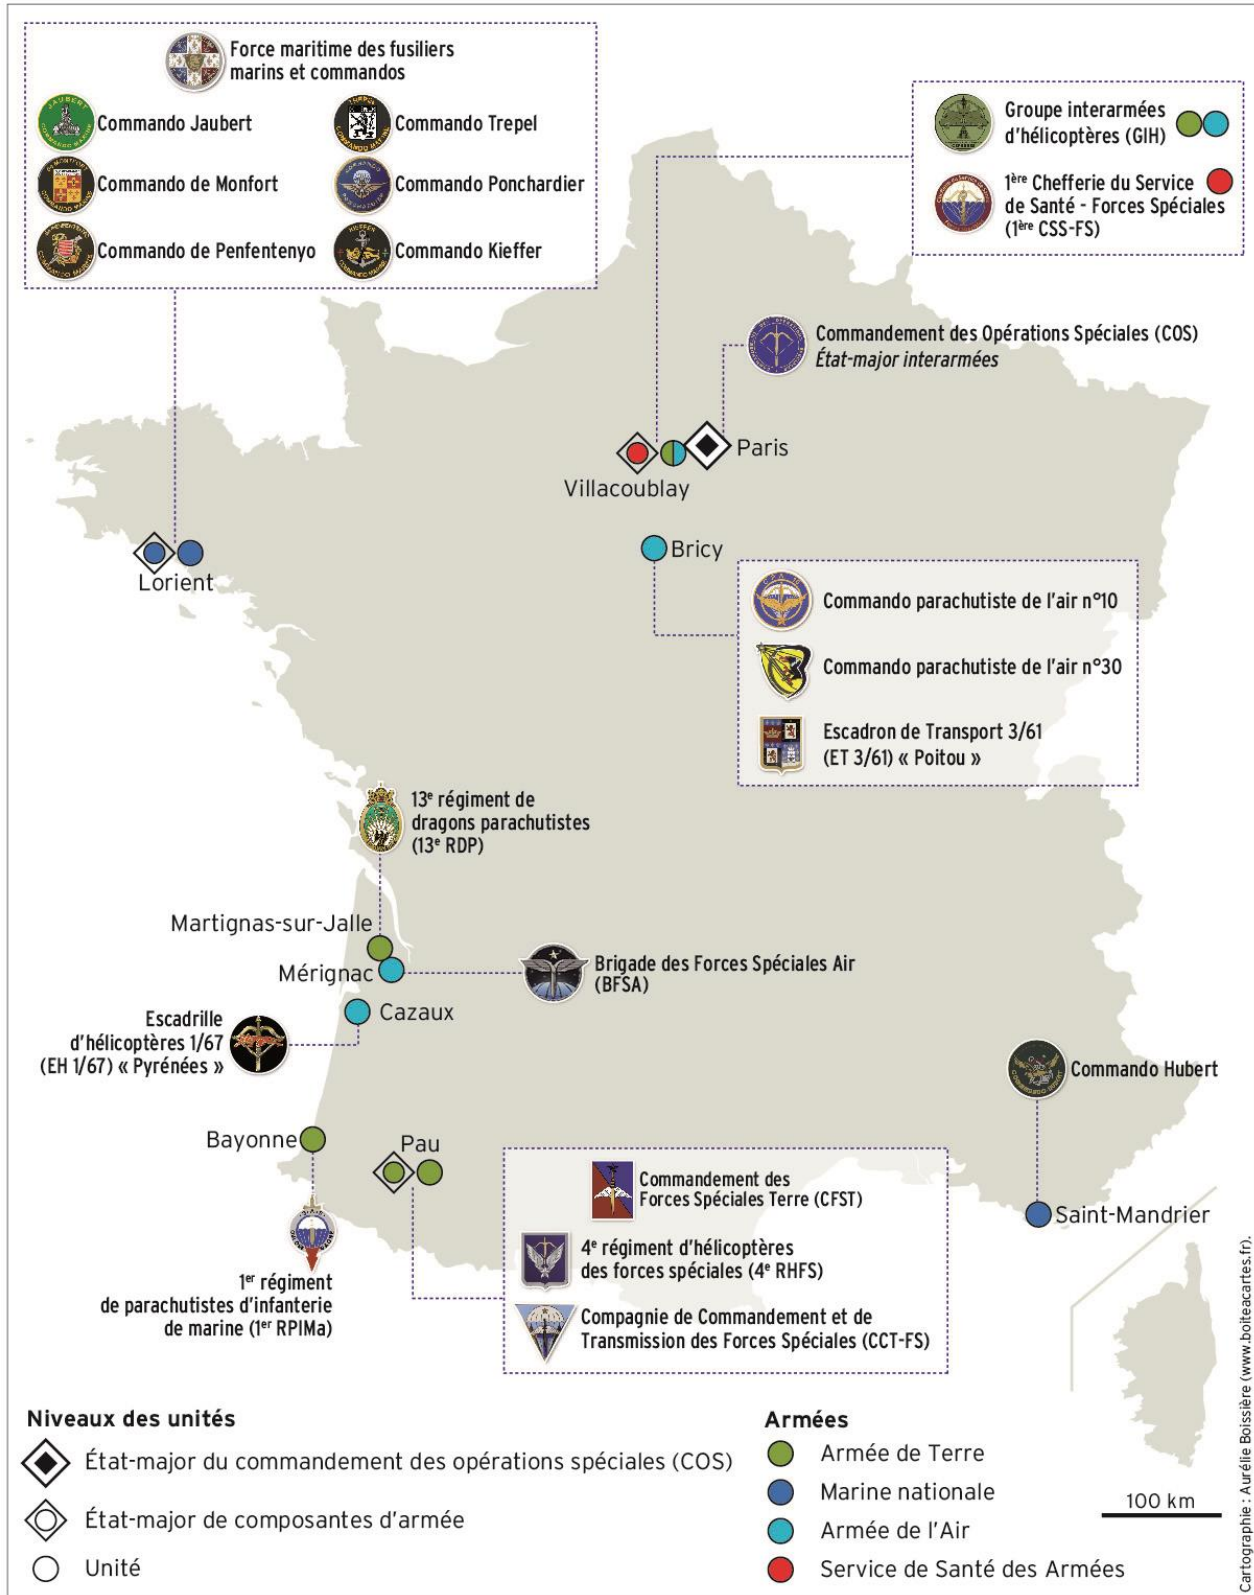 Force maritime des fusiliers
marins et commandos
Commando Jaubert
Commando Trepel
Commando de Monfort
Commando Ponchardier
Commando de Penfentenyo
Commando Kieffer
Groupe interarmées
d'hélicoptères (GIH)
1ère Chefferie du Service
de Santé - Forces Spéciales
(1ère CSS-FS)
Commandement des Opérations Spéciales (COS)
État-major interarmées
Paris
Villacoublay
Lorient
Bricy
Commando parachutiste de l'air n°10
Commando parachutiste de l'air n°30
Escadron de Transport 3/61
(ET 3/61) « Poitou »
13e régiment de
dragons parachutistes
(13e RDP)
Martignas-sur-Jalle
Mérignac
Brigade des Forces Spéciales Air
(BFSA)
Cazaux
Escadrille
d'hélicoptères 1/67
(EH 1/67) « Pyrénées »
Commando Hubert
Bayonne
Pau
Commandement des
Forces Spéciales Terre (CFST)
4e régiment d'hélicoptères
des forces spéciales (4e RHFS)
Compagnie de Commandement et de
Transmission des Forces Spéciales (CCT-FS)
Saint-Mandrier
1er régiment
de parachutistes d'infanterie
de marine (1er RPIMa)
Niveaux des unités
État-major du commandement des opérations spéciales (COS)
État-major de composantes d'armée
Unité
Armées
Armée de Terre
Marine nationale
Armée de l'Air
Service de Santé des Armées
100 km
Cartographie : Aurélie Boissière (www.boiteacartes.fr).